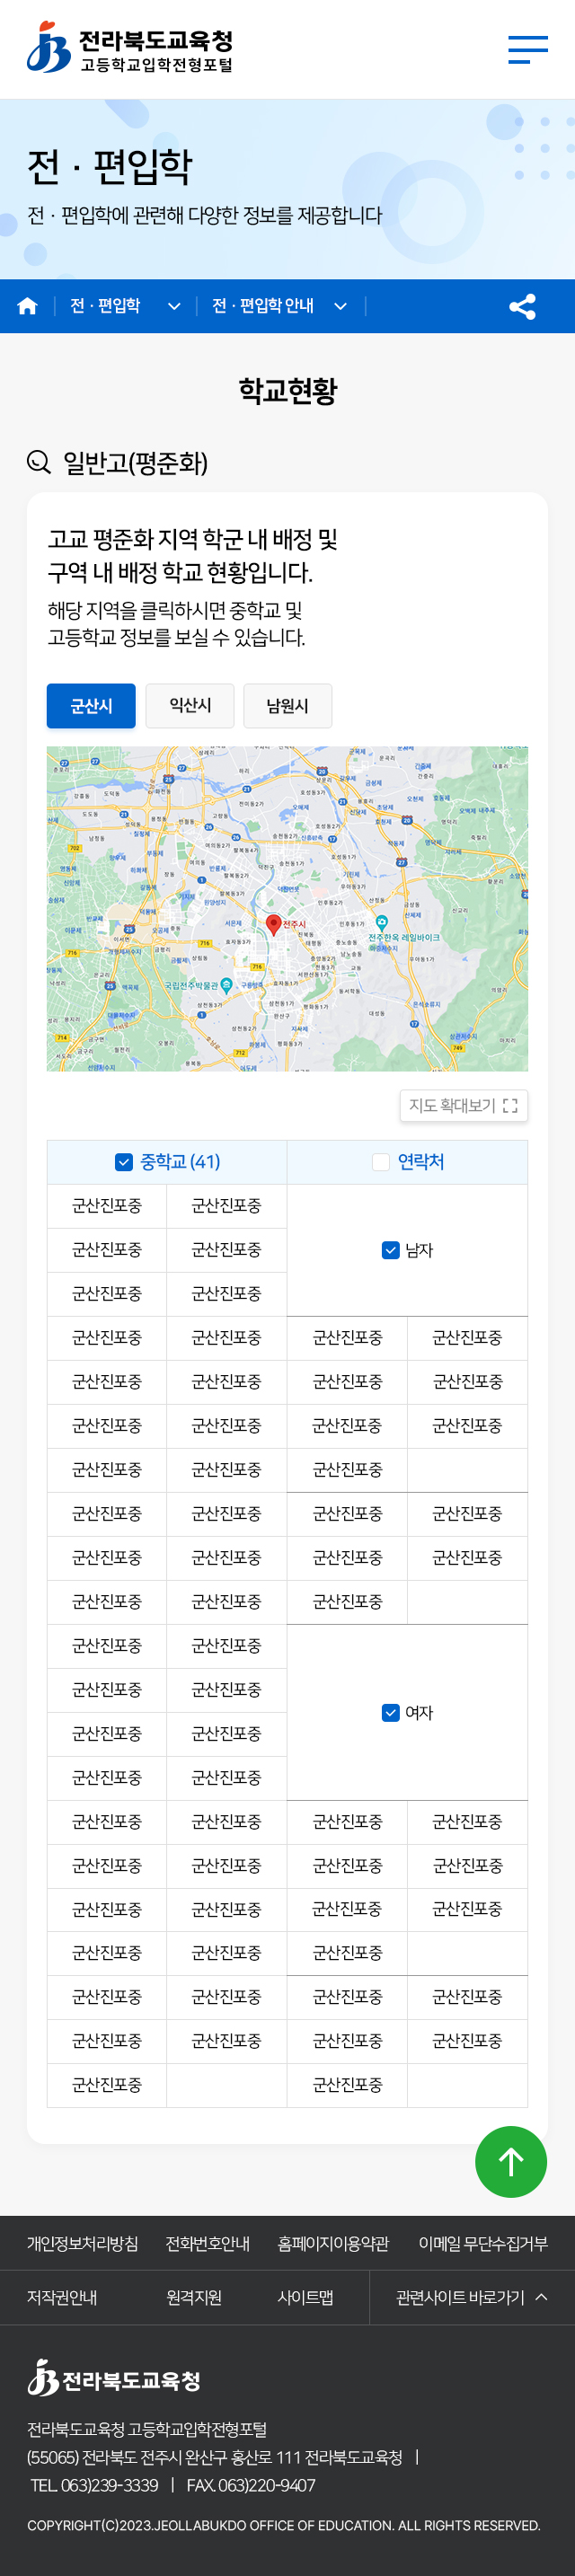 전라북도교육청
고등학교입학전형포털
전 · 편입학
전 · 편입학에 관련해 다양한 정보를 제공합니다
전 · 편입학 전 · 편입학 안내
학교현황
일반고(평준화)
고교 평준화 지역 학군 내 배정 및
구역 내 배정 학교 현황입니다.
해당 지역을 클릭하시면 중학교 및
고등학교 정보를 보실 수 있습니다.
군산시 익산시 남원시
전주시
전주한옥 레일바이크
국립전주박물관
지도 확대보기
중학교 (41) 연락처
군산진포중 군산진포중
군산진포중 군산진포중 남자
군산진포중 군산진포중
군산진포중 군산진포중 군산진포중 군산진포중
군산진포중 군산진포중 군산진포중 군산진포중
군산진포중 군산진포중 군산진포중 군산진포중
군산진포중 군산진포중 군산진포중
군산진포중 군산진포중 군산진포중 군산진포중
군산진포중 군산진포중 군산진포중 군산진포중
군산진포중 군산진포중 군산진포중
군산진포중 군산진포중
군산진포중 군산진포중
여자
군산진포중 군산진포중
군산진포중 군산진포중
군산진포중 군산진포중 군산진포중 군산진포중
군산진포중 군산진포중 군산진포중 군산진포중
군산진포중 군산진포중 군산진포중 군산진포중
군산진포중 군산진포중 군산진포중
군산진포중 군산진포중 군산진포중 군산진포중
군산진포중 군산진포중 군산진포중 군산진포중
군산진포중 군산진포중
개인정보처리방침 전화번호안내 홈페이지이용약관 이메일 무단수집거부
저작권안내 원격지원 사이트맵 관련사이트 바로가기
전라북도교육청
전라북도교육청 고등학교입학전형포털
(55065) 전라북도 전주시 완산구 홍산로 111 전라북도교육청 |
TEL. 063)239-3339 | FAX. 063)220-9407
COPYRIGHT(C)2023.JEOLLABUKDO OFFICE OF EDUCATION. ALL RIGHTS RESERVED.